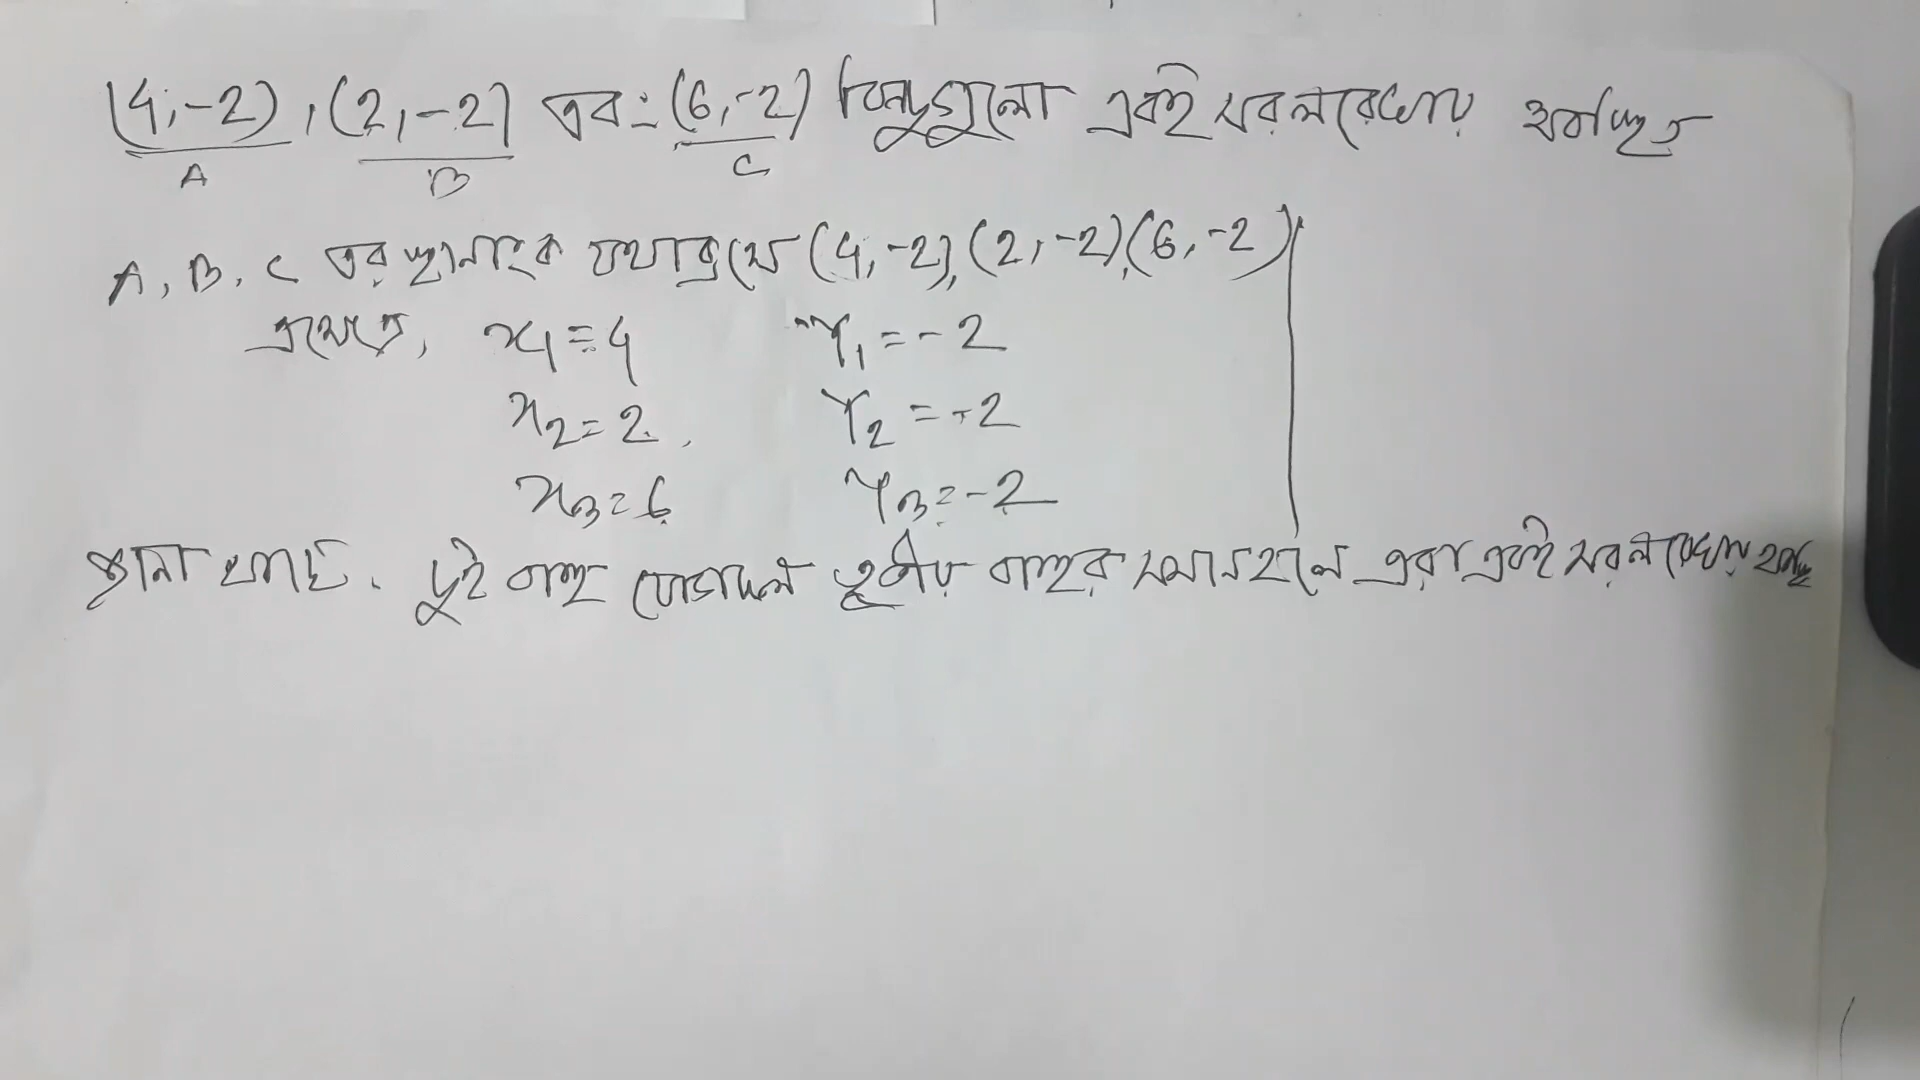 (4,-2), (2,-2) এবং (6,-2) বিন্দুগুলো একই সরলরেখায় অবস্থিত
A B C
A, B, C এর স্থানাংক যথাক্রমে (4,-2), (2,-2), (6,-2)
এখানে, x₁ = 4 Y₁ = -2
x₂ = 2, Y₂ = -2
x₃ = 6 Y₃ = -2
জানা আছে, দুই বাহু যোগফল তৃতীয় বাহুর সমান হলে এরা একই সরলরেখায়